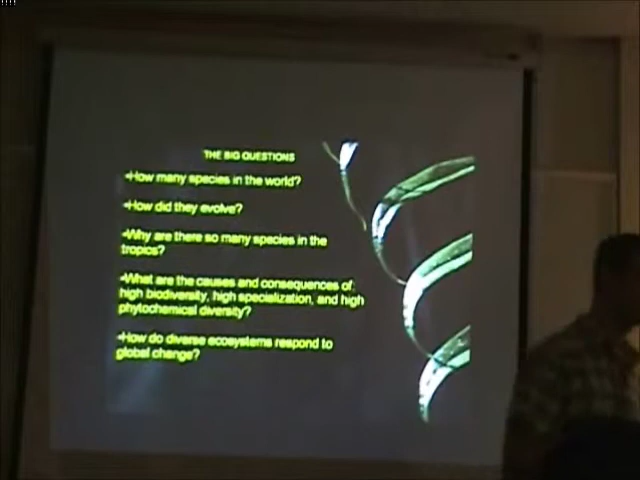 !!!!
THE BIG QUESTIONS
•How many species in the world?
•How did they evolve?
•Why are there so many species in the
tropics?
•What are the causes and consequences of:
high biodiversity, high specialization, and high
phytochemical diversity?
•How do diverse ecosystems respond to
global change?